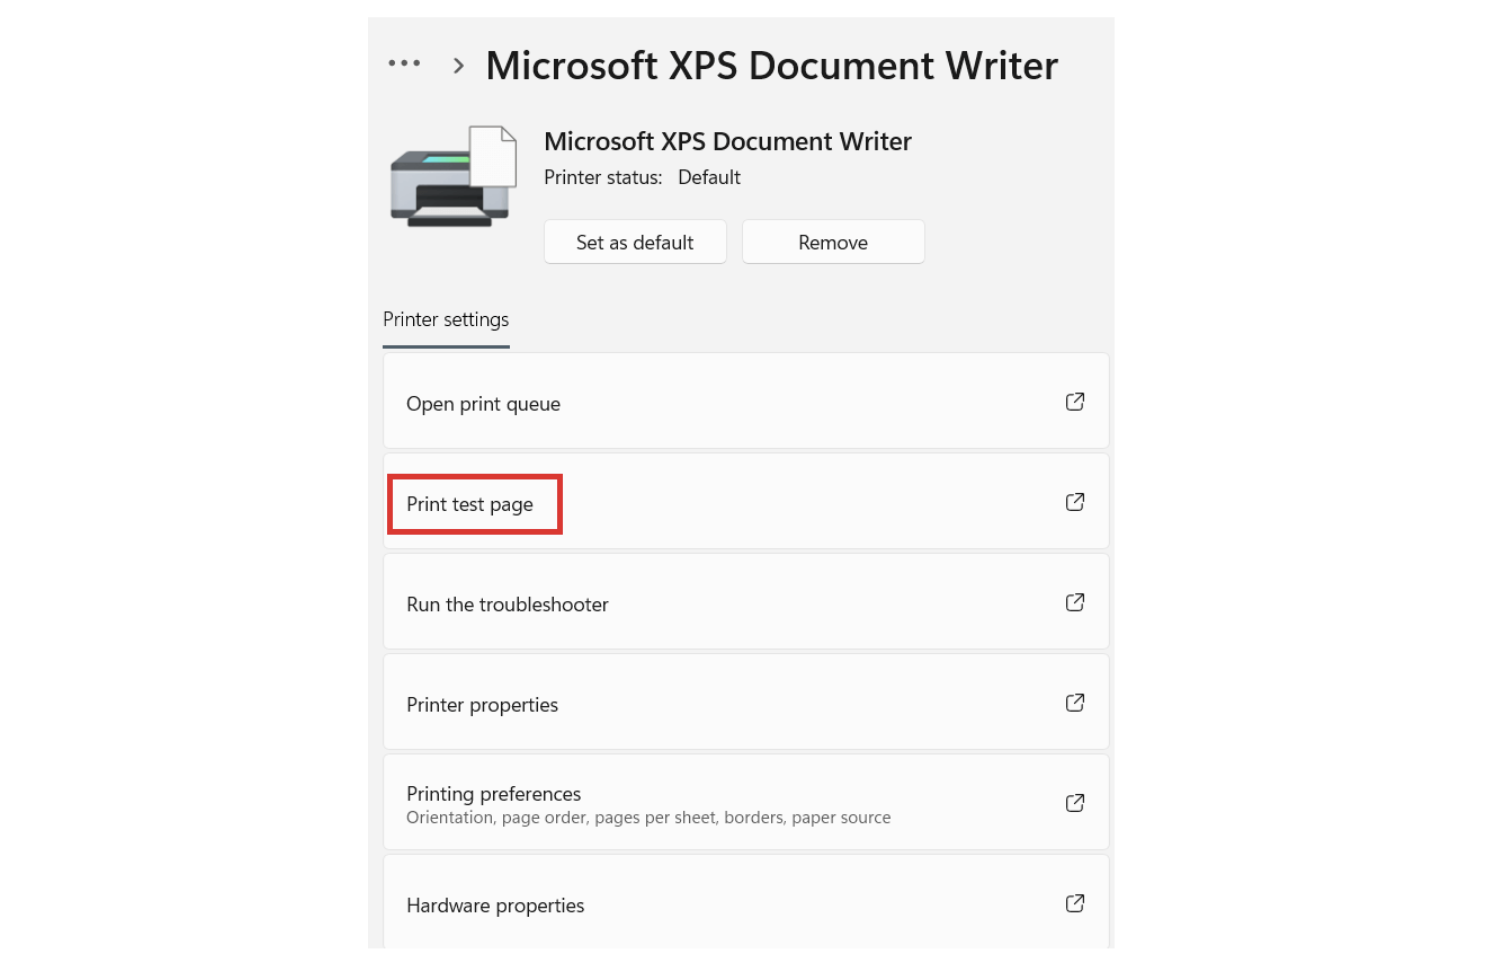 ... > Microsoft XPS Document Writer
Microsoft XPS Document Writer
Printer status: Default
Set as default Remove
Printer settings
Open print queue
Print test page
Run the troubleshooter
Printer properties
Printing preferences
Orientation, page order, pages per sheet, borders, paper source
Hardware properties